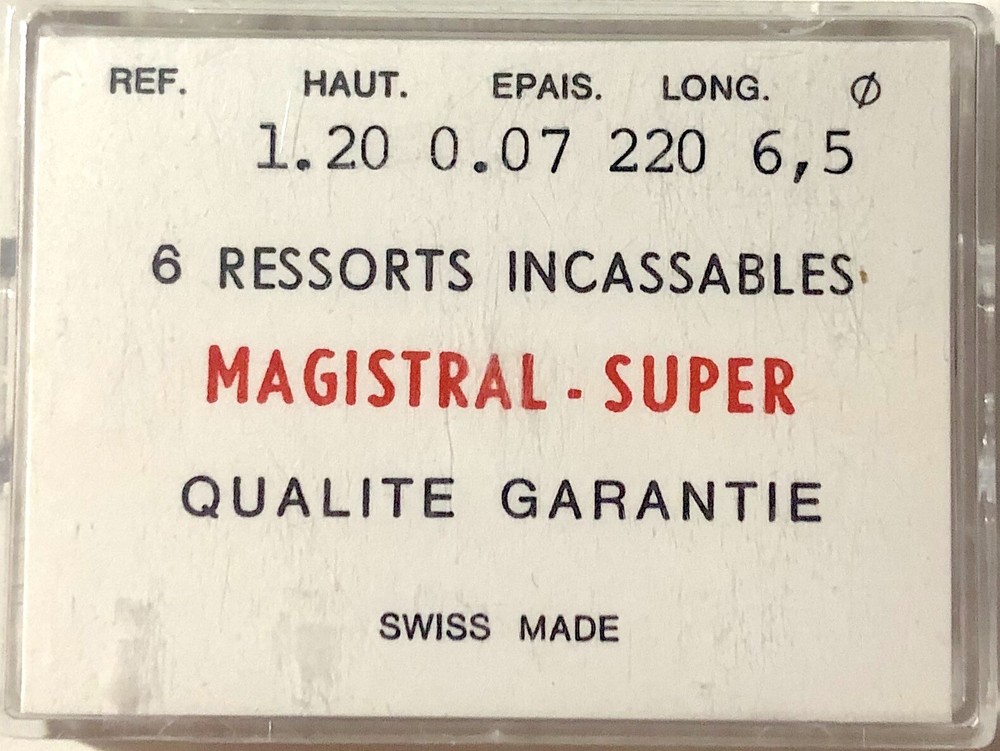 REF. HAUT. EPAIS. LONG. Ø
1.20 0.07 220 6,5
6 RESSORTS INCASSABLES
MAGISTRAL - SUPER
QUALITE GARANTIE
SWISS MADE